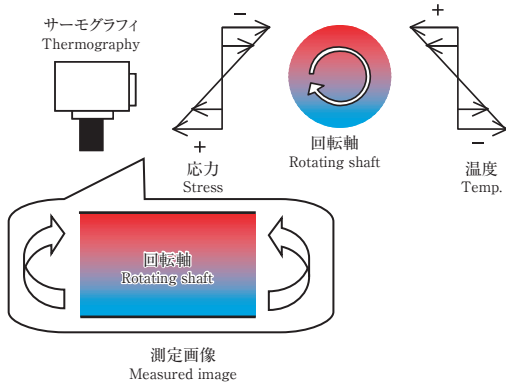 サーモグラフィ
Thermography
−
+
応力
Stress
回転軸
Rotating shaft
+
−
温度
Temp.
回転軸
Rotating shaft
測定画像
Measured image